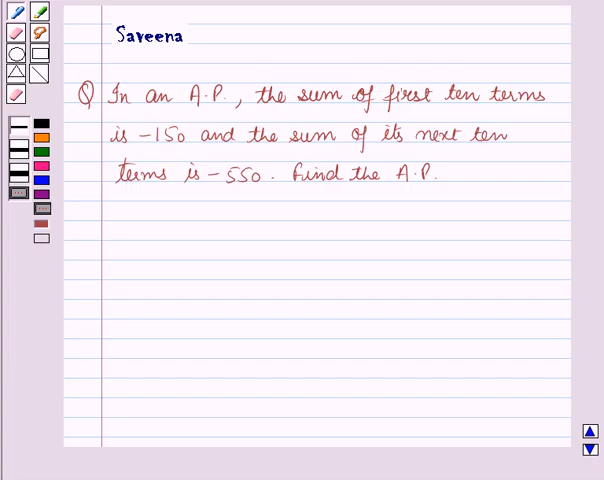 Saveena
Q In an A.P., the sum of first ten terms
is -150 and the sum of its next ten
terms is -550. Find the A.P.